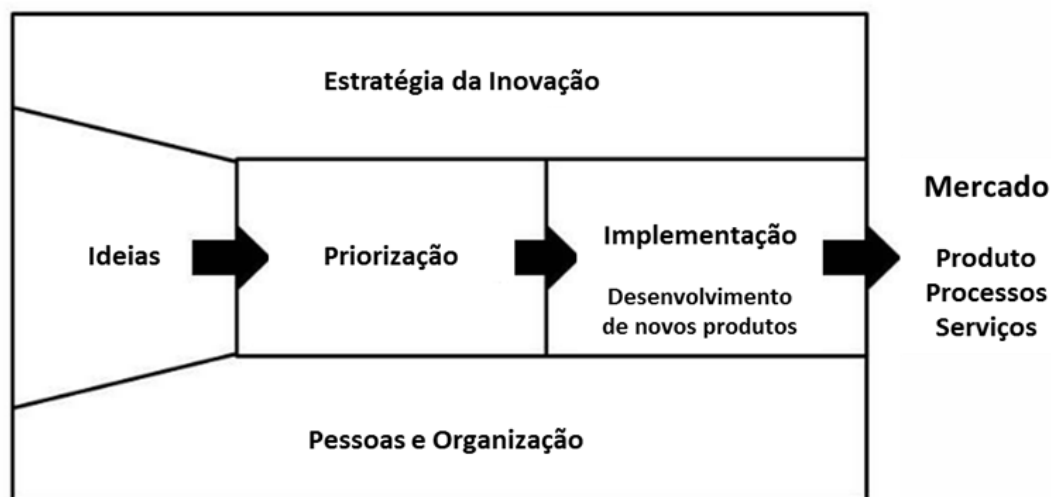 Estratégia da Inovação
Ideias
Priorização
Implementação
Desenvolvimento
de novos produtos
Mercado
Produto
Processos
Serviços
Pessoas e Organização